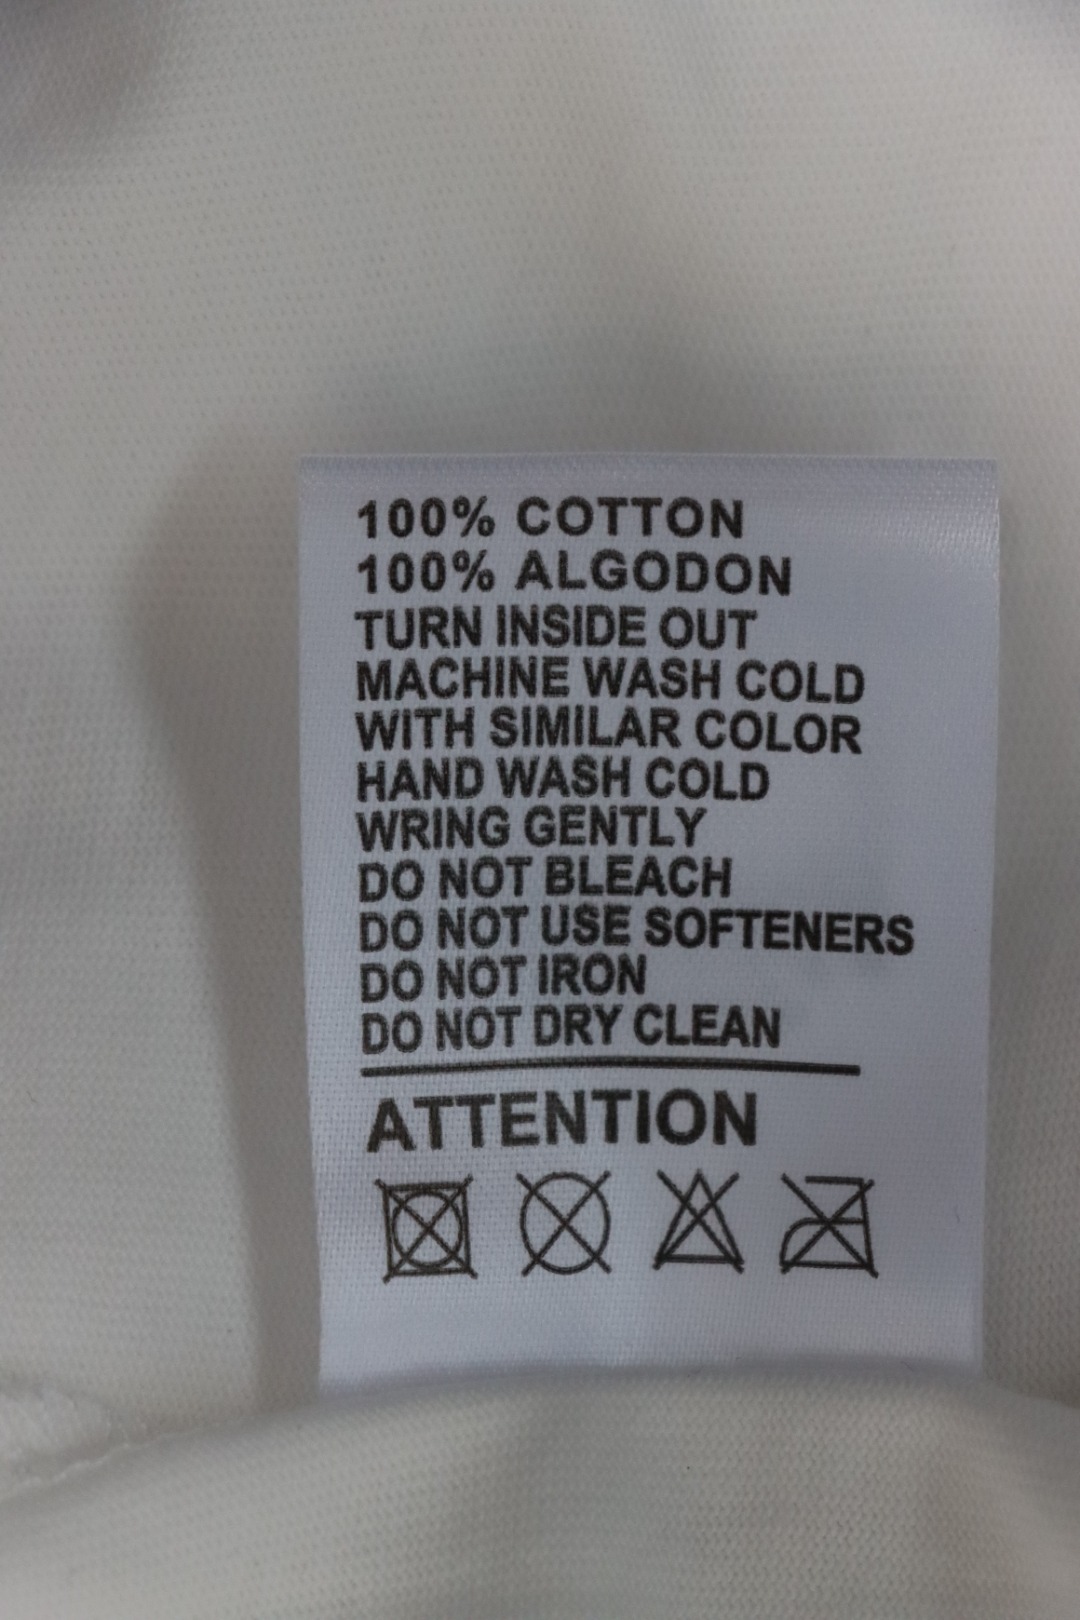 100% COTTON
100% ALGODON
TURN INSIDE OUT
MACHINE WASH COLD
WITH SIMILAR COLOR
HAND WASH COLD
WRING GENTLY
DO NOT BLEACH
DO NOT USE SOFTENERS
DO NOT IRON
DO NOT DRY CLEAN
ATTENTION